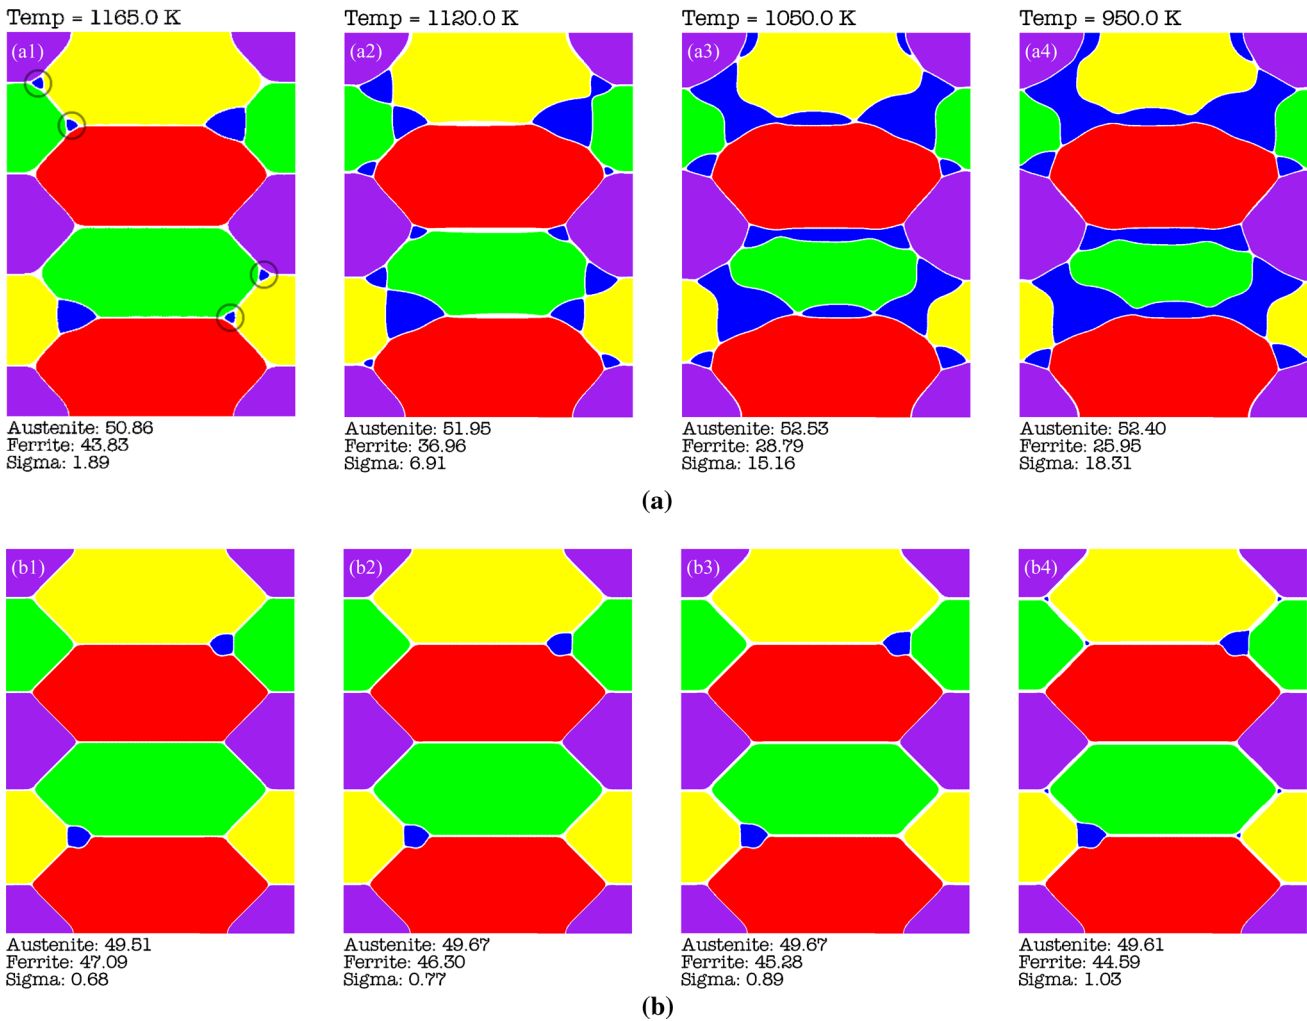 Temp = 1165.0 K
Temp = 1120.0 K
Temp = 1050.0 K
Temp = 950.0 K
(a1)
(a2)
(a3)
(a4)
Austenite: 50.86
Ferrite: 43.83
Sigma: 1.89
Austenite: 51.95
Ferrite: 36.96
Sigma: 6.91
Austenite: 52.53
Ferrite: 28.79
Sigma: 15.16
Austenite: 52.40
Ferrite: 25.95
Sigma: 18.31
(a)
(b1)
(b2)
(b3)
(b4)
Austenite: 49.51
Ferrite: 47.09
Sigma: 0.68
Austenite: 49.67
Ferrite: 46.30
Sigma: 0.77
Austenite: 49.67
Ferrite: 45.28
Sigma: 0.89
Austenite: 49.61
Ferrite: 44.59
Sigma: 1.03
(b)